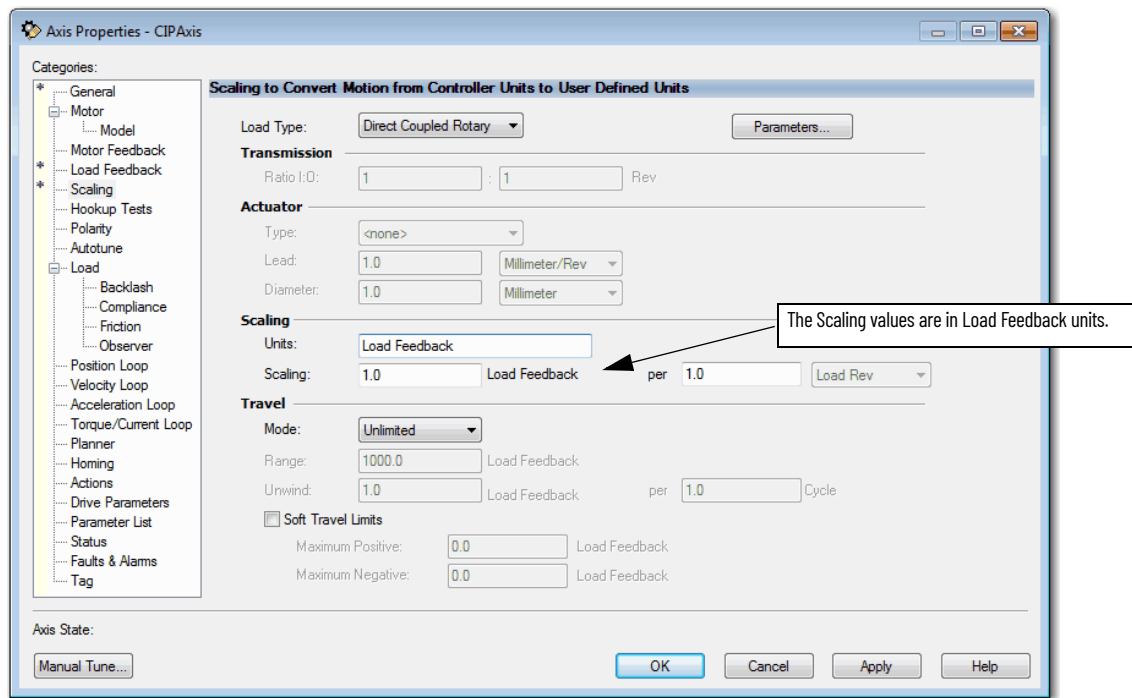 Axis Properties - CIPAxis
Categories:
* General
Motor
Model
Motor Feedback
* Load Feedback
* Scaling
Hookup Tests
Polarity
Autotune
Load
Backlash
Compliance
Friction
Observer
Position Loop
Velocity Loop
Acceleration Loop
Torque/Current Loop
Planner
Homing
Actions
Drive Parameters
Parameter List
Status
Faults & Alarms
Tag
Scaling to Convert Motion from Controller Units to User Defined Units
Load Type: Direct Coupled Rotary Parameters...
Transmission
Ratio I:O: 1 : 1 Rev
Actuator
Type: <none>
Lead: 1.0 Millimeter/Rev
Diameter: 1.0 Millimeter
Scaling
Units: Load Feedback
Scaling: 1.0 Load Feedback per 1.0 Load Rev
The Scaling values are in Load Feedback units.
Travel
Mode: Unlimited
Range: 1000.0 Load Feedback
Unwind: 1.0 Load Feedback per 1.0 Cycle
Soft Travel Limits
Maximum Positive: 0.0 Load Feedback
Maximum Negative: 0.0 Load Feedback
Axis State:
Manual Tune... OK Cancel Apply Help